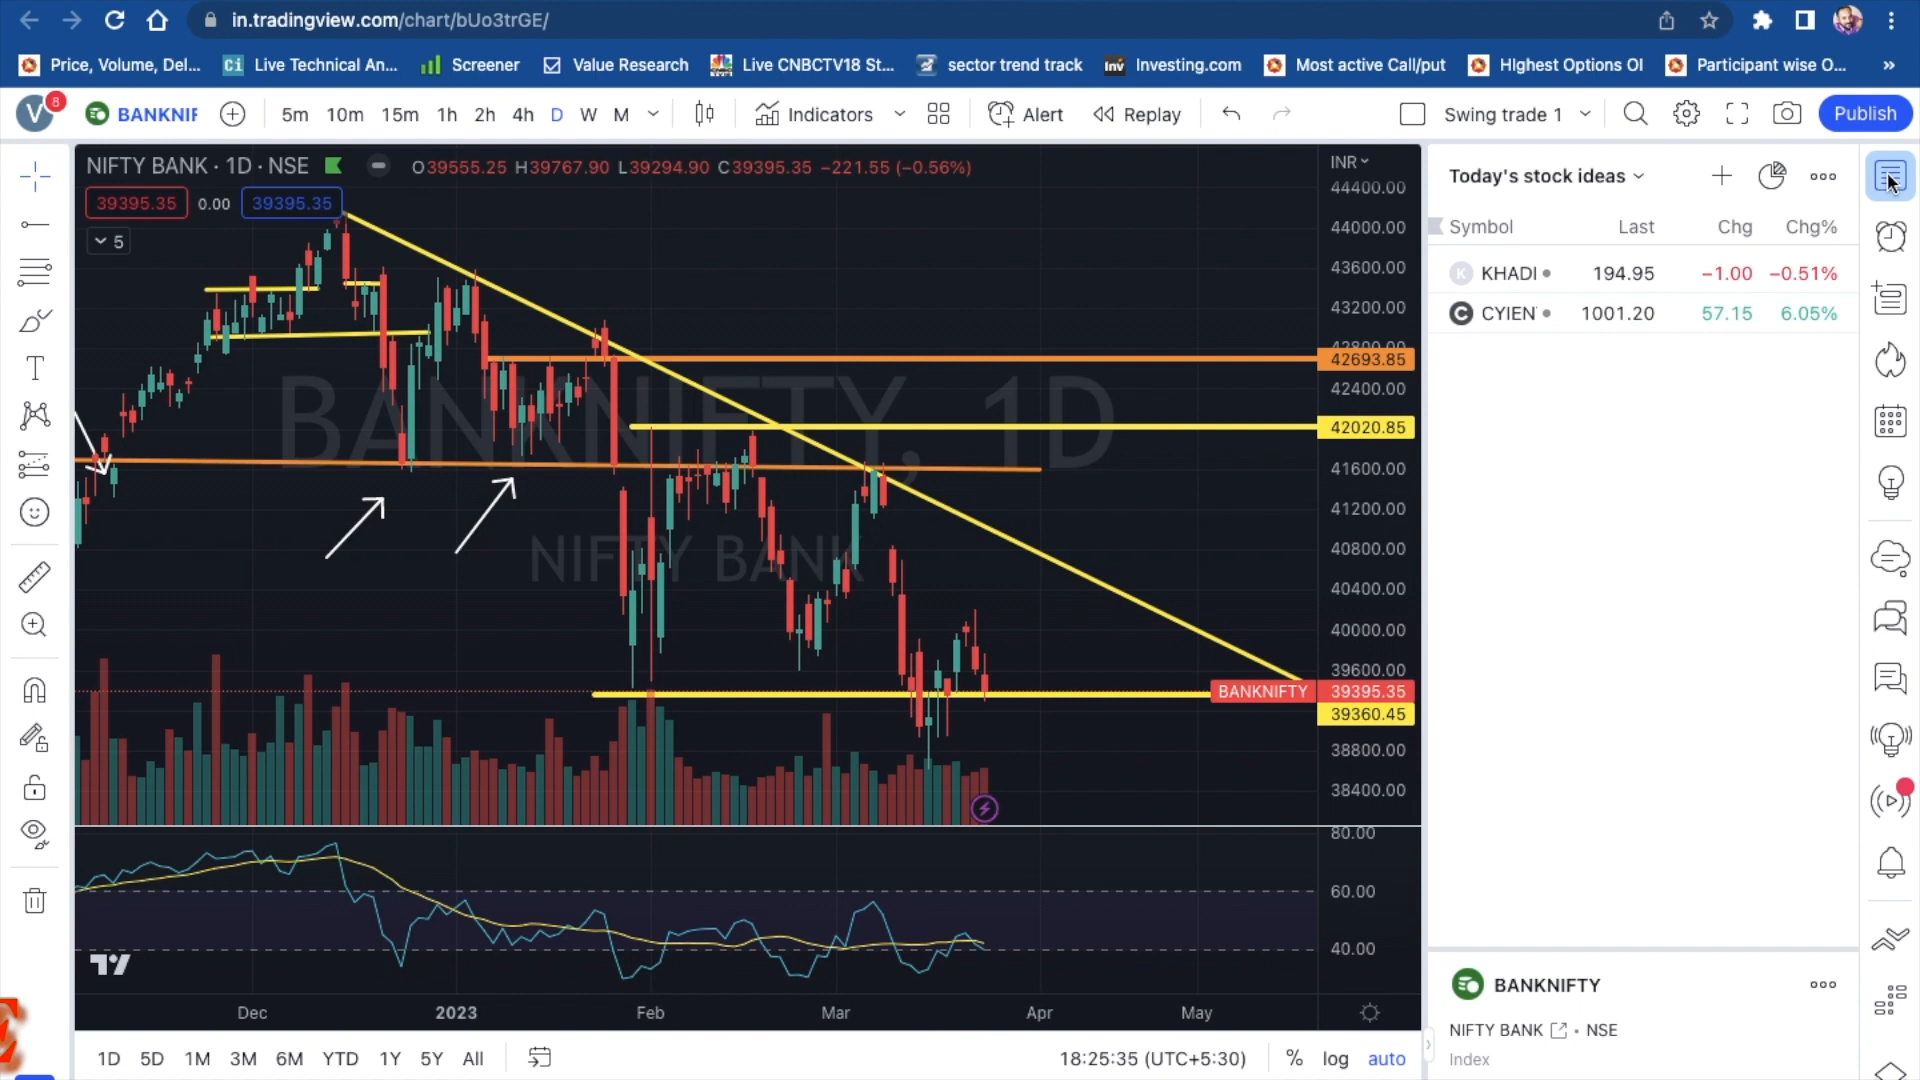 in.tradingview.com/chart/bUo3trGE/
Price, Volume, Del...
Ci Live Technical An...
Screener
Value Research
Live CNBCTV18 St...
sector trend track
Inv Investing.com
Most active Call/put
HIghest Options OI
Participant wise O...
»
V 8
BANKNIF
5m 10m 15m 1h 2h 4h D W M
Indicators
Alert
Replay
Swing trade 1
Publish
NIFTY BANK · 1D · NSE
O39555.25 H39767.90 L39294.90 C39395.35 −221.55 (−0.56%)
39395.35 0.00 39395.35
5
BANKNIFTY, 1D
NIFTY BANK
INR
44400.00
44000.00
43600.00
43200.00
42800.00
42693.85
42400.00
42020.85
41600.00
41200.00
40800.00
40400.00
40000.00
39600.00
BANKNIFTY 39395.35
39360.45
38800.00
38400.00
80.00
60.00
40.00
Dec 2023 Feb Mar Apr May
1D 5D 1M 3M 6M YTD 1Y 5Y All
18:25:35 (UTC+5:30) % log auto
Today's stock ideas
Symbol Last Chg Chg%
K KHADI 194.95 −1.00 −0.51%
C CYIEN 1001.20 57.15 6.05%
BANKNIFTY
NIFTY BANK • NSE
Index